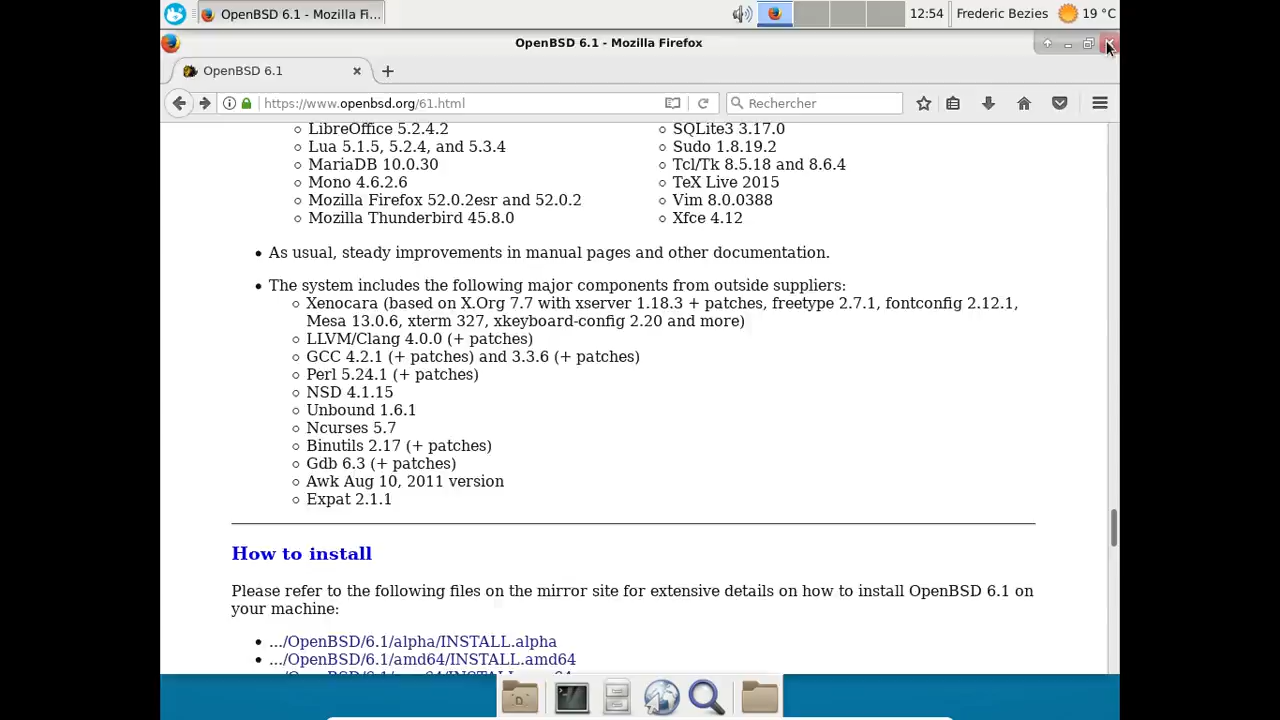 OpenBSD 6.1 - Mozilla Fi...
12:54
Frederic Bezies
19 °C
OpenBSD 6.1 - Mozilla Firefox
OpenBSD 6.1
https://www.openbsd.org/61.html
Rechercher
LibreOffice 5.2.4.2
Lua 5.1.5, 5.2.4, and 5.3.4
MariaDB 10.0.30
Mono 4.6.2.6
Mozilla Firefox 52.0.2esr and 52.0.2
Mozilla Thunderbird 45.8.0
SQLite3 3.17.0
Sudo 1.8.19.2
Tcl/Tk 8.5.18 and 8.6.4
TeX Live 2015
Vim 8.0.0388
Xfce 4.12
As usual, steady improvements in manual pages and other documentation.
The system includes the following major components from outside suppliers:
Xenocara (based on X.Org 7.7 with xserver 1.18.3 + patches, freetype 2.7.1, fontconfig 2.12.1,
Mesa 13.0.6, xterm 327, xkeyboard-config 2.20 and more)
LLVM/Clang 4.0.0 (+ patches)
GCC 4.2.1 (+ patches) and 3.3.6 (+ patches)
Perl 5.24.1 (+ patches)
NSD 4.1.15
Unbound 1.6.1
Ncurses 5.7
Binutils 2.17 (+ patches)
Gdb 6.3 (+ patches)
Awk Aug 10, 2011 version
Expat 2.1.1
How to install
Please refer to the following files on the mirror site for extensive details on how to install OpenBSD 6.1 on
your machine:
.../OpenBSD/6.1/alpha/INSTALL.alpha
.../OpenBSD/6.1/amd64/INSTALL.amd64